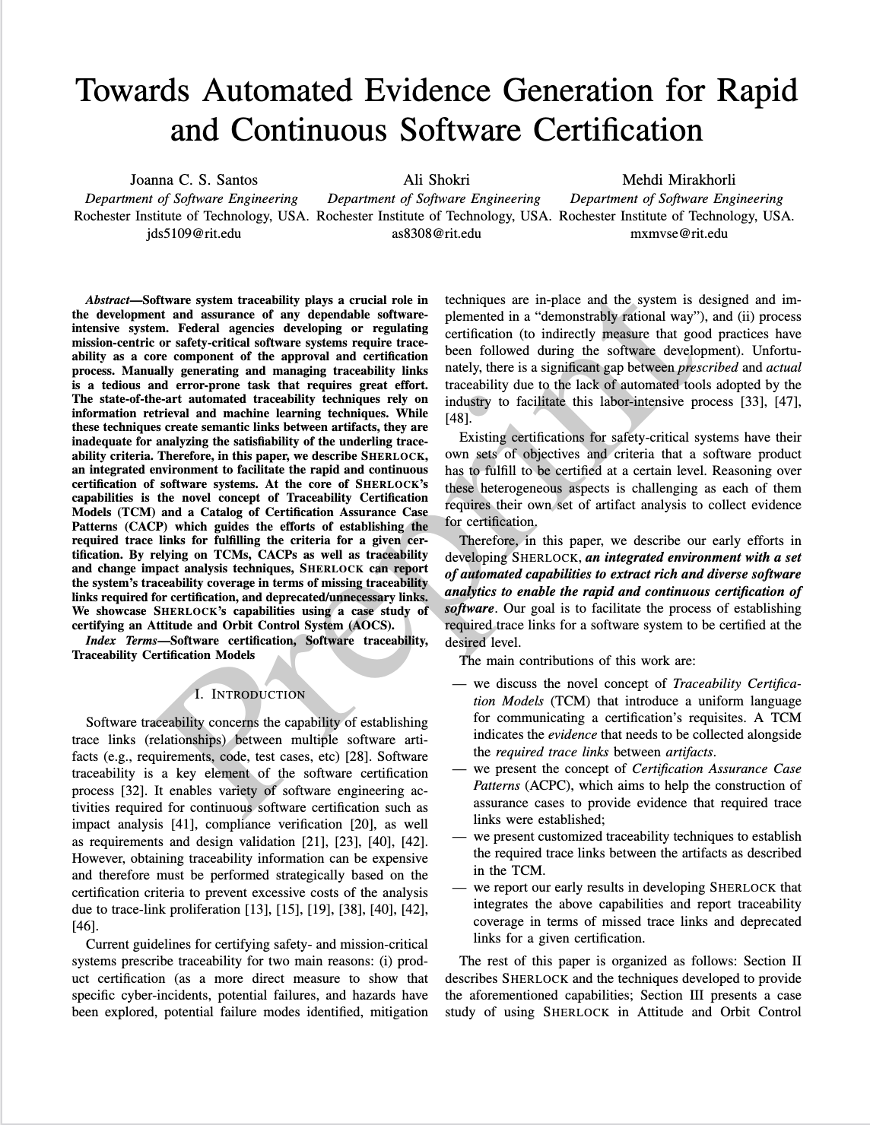 Towards Automated Evidence Generation for Rapid
and Continuous Software Certification
Joanna C. S. Santos
Department of Software Engineering
Rochester Institute of Technology, USA.
jds5109@rit.edu
Ali Shokri
Department of Software Engineering
Rochester Institute of Technology, USA.
as8308@rit.edu
Mehdi Mirakhorli
Department of Software Engineering
Rochester Institute of Technology, USA.
mxmvse@rit.edu
Abstract—Software system traceability plays a crucial role in
the development and assurance of any dependable software-
intensive system. Federal agencies developing or regulating
mission-centric or safety-critical software systems require trace-
ability as a core component of the approval and certification
process. Manually generating and managing traceability links
is a tedious and error-prone task that requires great effort.
The state-of-the-art automated traceability techniques rely on
information retrieval and machine learning techniques. While
these techniques create semantic links between artifacts, they are
inadequate for analyzing the satisfiability of the underling trace-
ability criteria. Therefore, in this paper, we describe SHERLOCK,
an integrated environment to facilitate the rapid and continuous
certification of software systems. At the core of SHERLOCK's
capabilities is the novel concept of Traceability Certification
Models (TCM) and a Catalog of Certification Assurance Case
Patterns (CACP) which guides the efforts of establishing the
required trace links for fulfilling the criteria for a given cer-
tification. By relying on TCMs, CACPs as well as traceability
and change impact analysis techniques, SHERLOCK can report
the system's traceability coverage in terms of missing traceability
links required for certification, and deprecated/unnecessary links.
We showcase SHERLOCK's capabilities using a case study of
certifying an Attitude and Orbit Control System (AOCS).
Index Terms—Software certification, Software traceability,
Traceability Certification Models
I. INTRODUCTION
Software traceability concerns the capability of establishing
trace links (relationships) between multiple software arti-
facts (e.g., requirements, code, test cases, etc) [28]. Software
traceability is a key element of the software certification
process [32]. It enables variety of software engineering ac-
tivities required for continuous software certification such as
impact analysis [41], compliance verification [20], as well
as requirements and design validation [21], [23], [40], [42].
However, obtaining traceability information can be expensive
and therefore must be performed strategically based on the
certification criteria to prevent excessive costs of the analysis
due to trace-link proliferation [13], [15], [19], [38], [40], [42],
[46].
Current guidelines for certifying safety- and mission-critical
systems prescribe traceability for two main reasons: (i) prod-
uct certification (as a more direct measure to show that
specific cyber-incidents, potential failures, and hazards have
been explored, potential failure modes identified, mitigation
techniques are in-place and the system is designed and im-
plemented in a “demonstrably rational way”), and (ii) process
certification (to indirectly measure that good practices have
been followed during the software development). Unfortu-
nately, there is a significant gap between prescribed and actual
traceability due to the lack of automated tools adopted by the
industry to facilitate this labor-intensive process [33], [47],
[48].
Existing certifications for safety-critical systems have their
own sets of objectives and criteria that a software product
has to fulfill to be certified at a certain level. Reasoning over
these heterogeneous aspects is challenging as each of them
requires their own set of artifact analysis to collect evidence
for certification.
Therefore, in this paper, we describe our early efforts in
developing SHERLOCK, an integrated environment with a set
of automated capabilities to extract rich and diverse software
analytics to enable the rapid and continuous certification of
software. Our goal is to facilitate the process of establishing
required trace links for a software system to be certified at the
desired level.
The main contributions of this work are:
— we discuss the novel concept of Traceability Certifica-
tion Models (TCM) that introduce a uniform language
for communicating a certification's requisites. A TCM
indicates the evidence that needs to be collected alongside
the required trace links between artifacts.
— we present the concept of Certification Assurance Case
Patterns (ACPC), which aims to help the construction of
assurance cases to provide evidence that required trace
links were established;
— we present customized traceability techniques to establish
the required trace links between the artifacts as described
in the TCM.
— we report our early results in developing SHERLOCK that
integrates the above capabilities and report traceability
coverage in terms of missed trace links and deprecated
links for a given certification.
The rest of this paper is organized as follows: Section II
describes SHERLOCK and the techniques developed to provide
the aforementioned capabilities; Section III presents a case
study of using SHERLOCK in Attitude and Orbit Control
Preprint